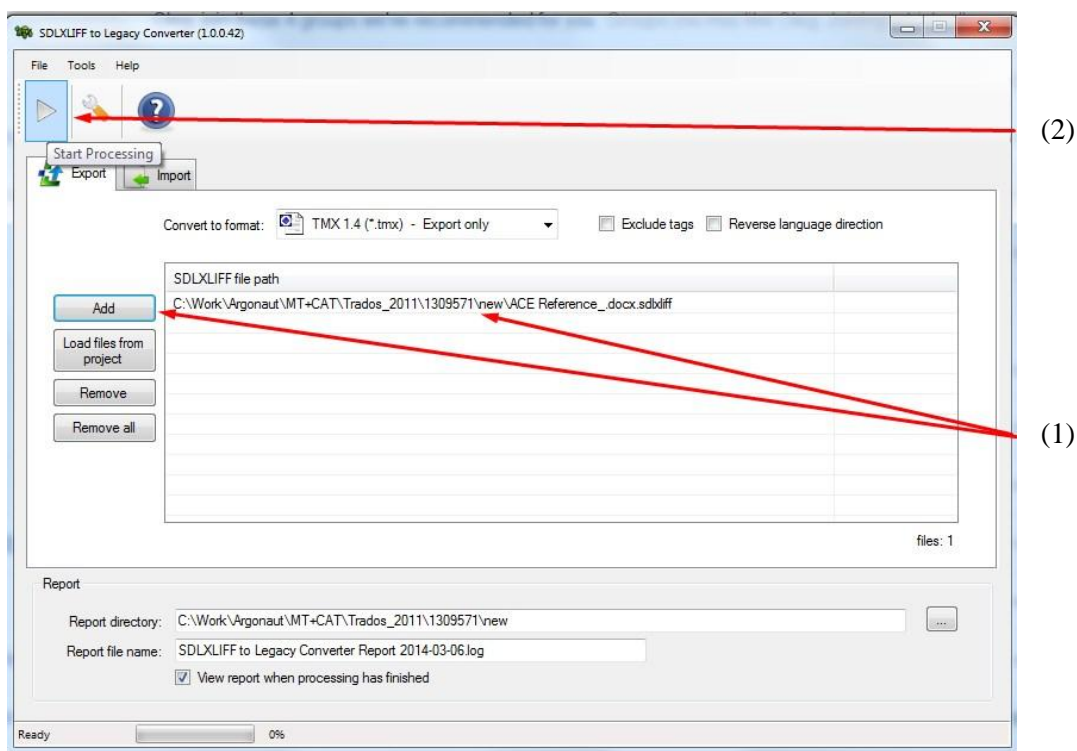 SDLXLIFF to Legacy Converter (1.0.0.42)
File Tools Help
(2)
Start Processing
Export Import
Convert to format: TMX 1.4 (*.tmx) - Export only Exclude tags Reverse language direction
SDLXLIFF file path
Add C:\Work\Argonaut\MT+CAT\Trados_2011\1309571\new\ACE Reference_.docx.sdlxliff
Load files from
project
Remove
Remove all
(1)
files: 1
Report
Report directory: C:\Work\Argonaut\MT+CAT\Trados_2011\1309571\new ...
Report file name: SDLXLIFF to Legacy Converter Report 2014-03-06.log
View report when processing has finished
Ready 0%